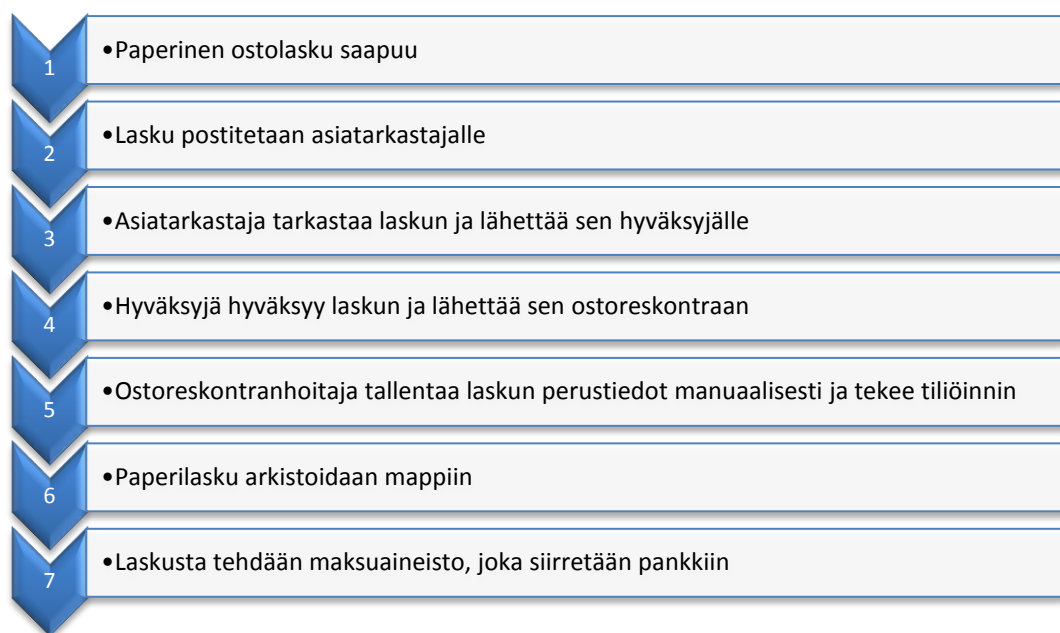 1
•Paperinen ostolasku saapuu
2
•Lasku postitetaan asiatarkastajalle
3
•Asiatarkastaja tarkastaa laskun ja lähettää sen hyväksyjälle
4
•Hyväksyjä hyväksyy laskun ja lähettää sen ostoreskontraan
5
•Ostoreskontranhoitaja tallentaa laskun perustiedot manuaalisesti ja tekee tiliöinnin
6
•Paperilasku arkistoidaan mappiin
7
•Laskusta tehdään maksuaineisto, joka siirretään pankkiin